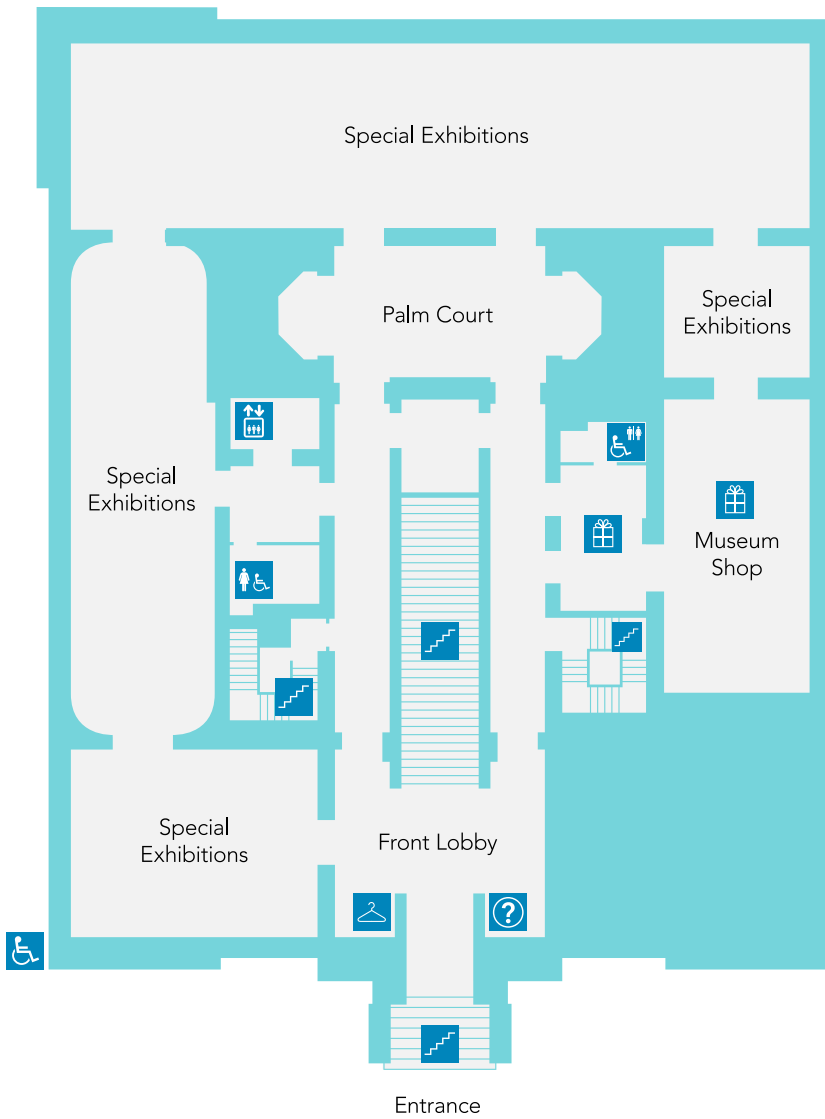 Special Exhibitions
Palm Court
Special
Exhibitions
Special
Exhibitions
Museum
Shop
Special
Exhibitions
Front Lobby
?
Entrance